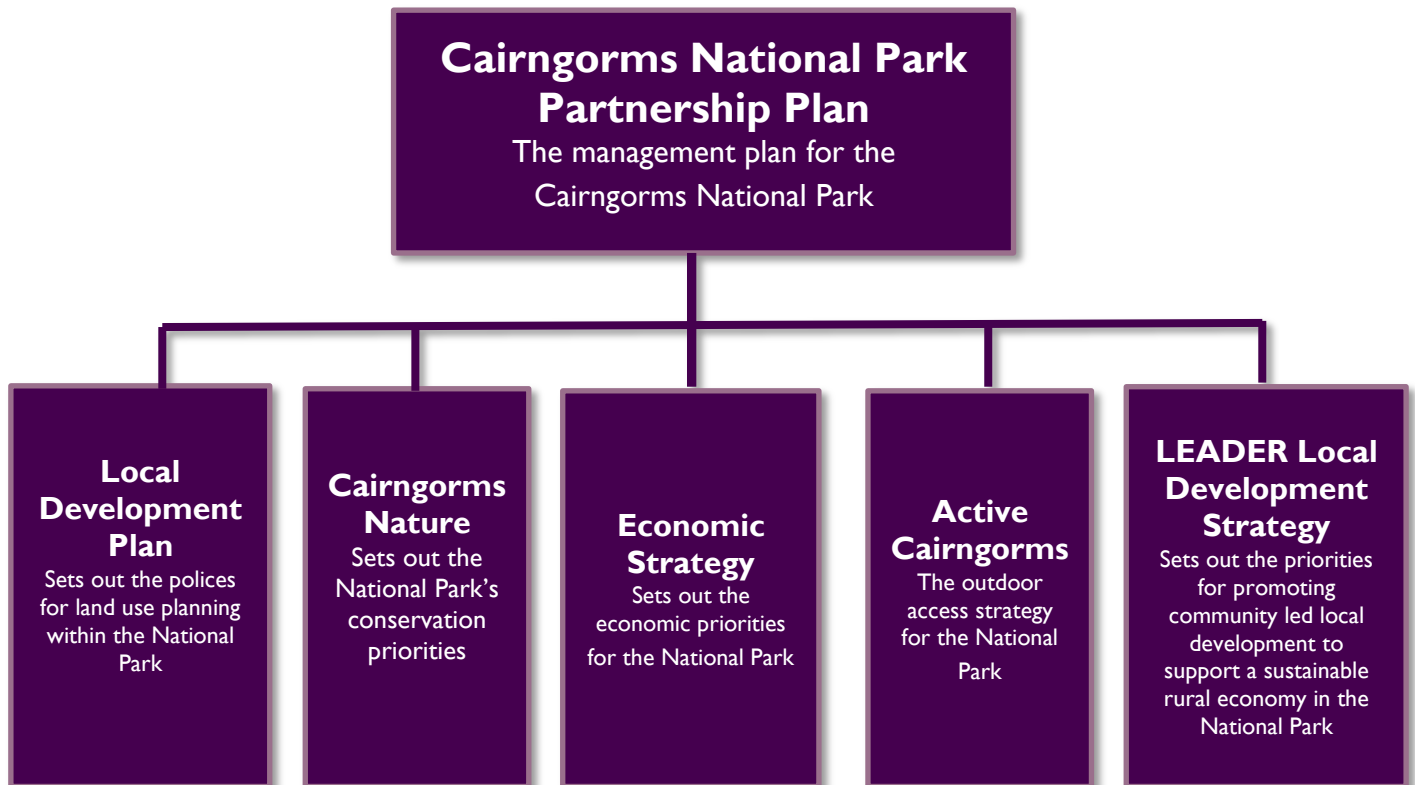 Cairngorms National Park
Partnership Plan
The management plan for the
Cairngorms National Park
Local
Development
Plan
Sets out the polices
for land use planning
within the National
Park
Cairngorms
Nature
Sets out the
National Park’s
conservation
priorities
Economic
Strategy
Sets out the
economic priorities
for the National Park
Active
Cairngorms
The outdoor
access strategy
for the National
Park
LEADER Local
Development
Strategy
Sets out the priorities
for promoting
community led local
development to
support a sustainable
rural economy in the
National Park